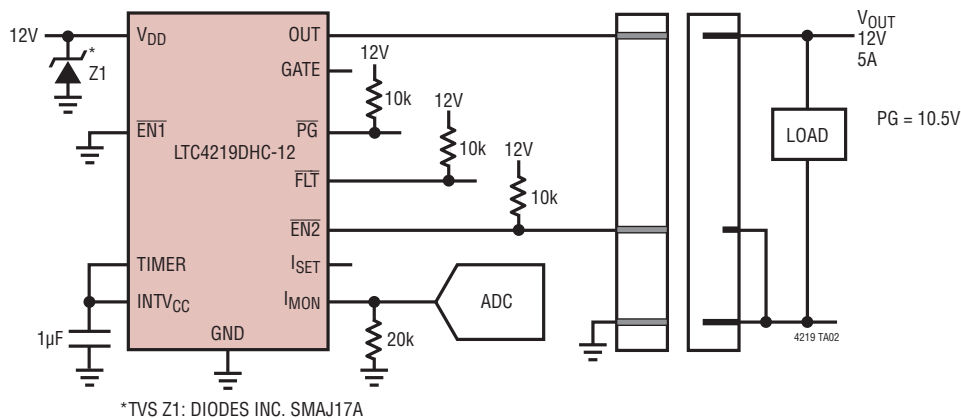 12V
*
Z1
VDD
EN1
LTC4219DHC-12
TIMER
INTVCC
1µF
GND
OUT
GATE
PG
FLT
EN2
ISET
IMON
12V
10k
12V
10k
12V
10k
ADC
20k
VOUT
12V
5A
LOAD
PG = 10.5V
4219 TA02
*TVS Z1: DIODES INC. SMAJ17A